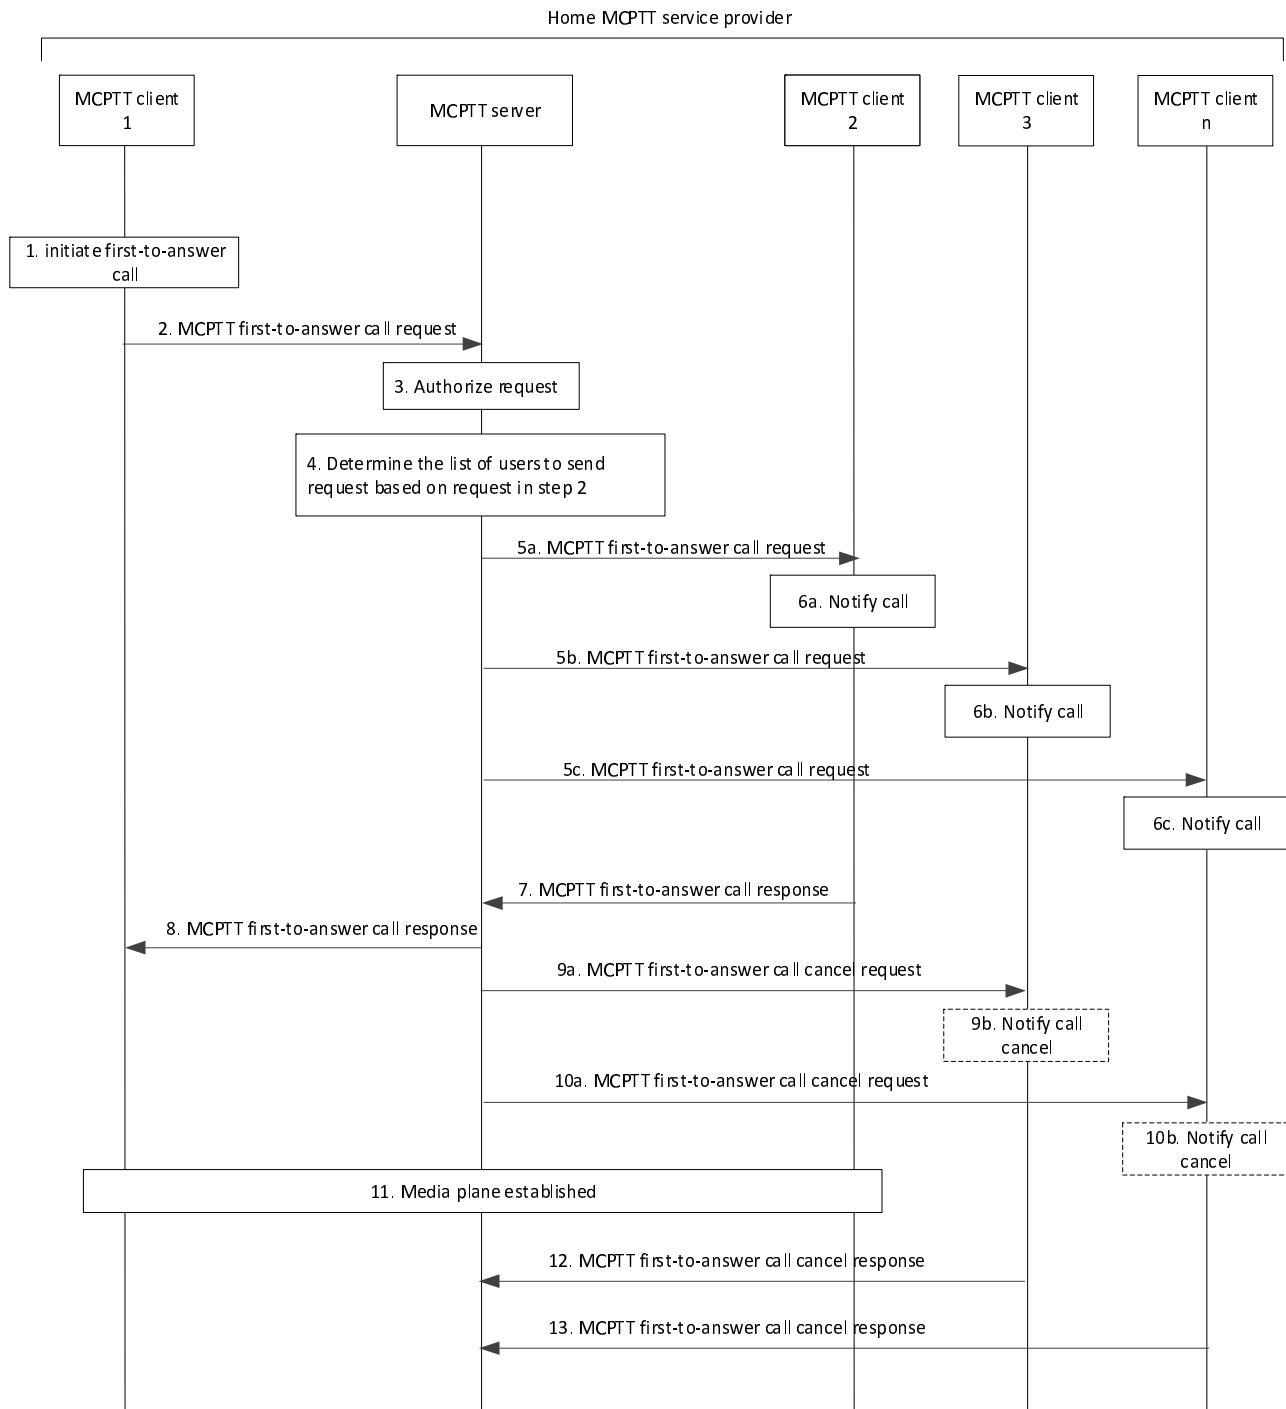 Home MCPTT service provider
MCPTT client
1
MCPTT server
MCPTT client
2
MCPTT client
3
MCPTT client
n
1. initiate first-to-answer
call
2. MCPTT first-to-answer call request
3. Authorize request
4. Determine the list of users to send
request based on request in step 2
5a. MCPTT first-to-answer call request
6a. Notify call
5b. MCPTT first-to-answer call request
6b. Notify call
5c. MCPTT first-to-answer call request
6c. Notify call
7. MCPTT first-to-answer call response
8. MCPTT first-to-answer call response
9a. MCPTT first-to-answer call cancel request
9b. Notify call
cancel
10a. MCPTT first-to-answer call cancel request
10b. Notify call
cancel
11. Media plane established
12. MCPTT first-to-answer call cancel response
13. MCPTT first-to-answer call cancel response